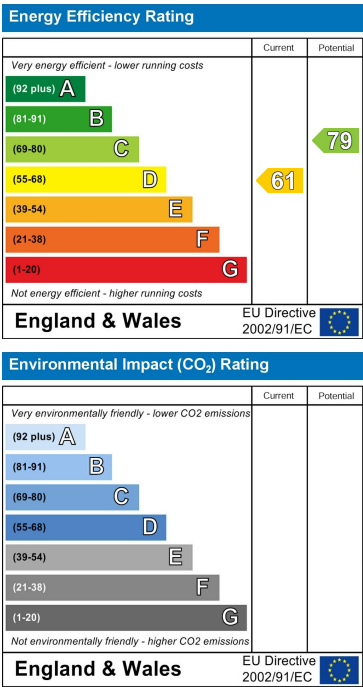 Energy Efficiency Rating
Current Potential
Very energy efficient - lower running costs
(92 plus) A
(81-91) B
(69-80) C
(55-68) D
(39-54) E
(21-38) F
(1-20) G
61
79
Not energy efficient - higher running costs
England & Wales
EU Directive
2002/91/EC
Environmental Impact (CO₂) Rating
Current Potential
Very environmentally friendly - lower CO2 emissions
(92 plus) A
(81-91) B
(69-80) C
(55-68) D
(39-54) E
(21-38) F
(1-20) G
Not environmentally friendly - higher CO2 emissions
England & Wales
EU Directive
2002/91/EC